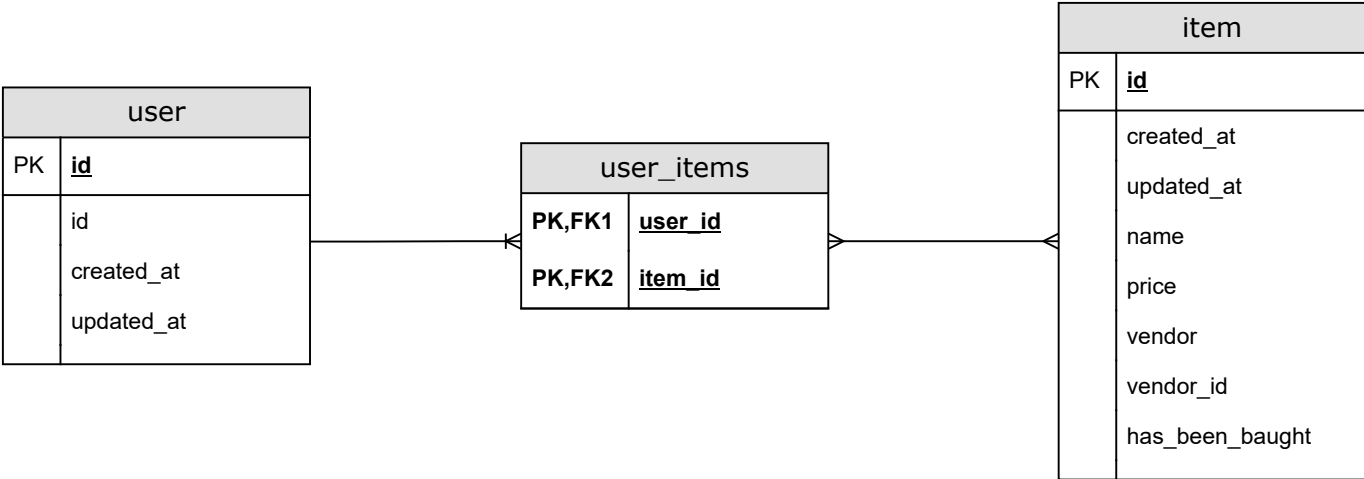 user
PK id
id
created_at
updated_at
user_items
PK,FK1 user_id
PK,FK2 item_id
item
PK id
created_at
updated_at
name
price
vendor
vendor_id
has_been_baught